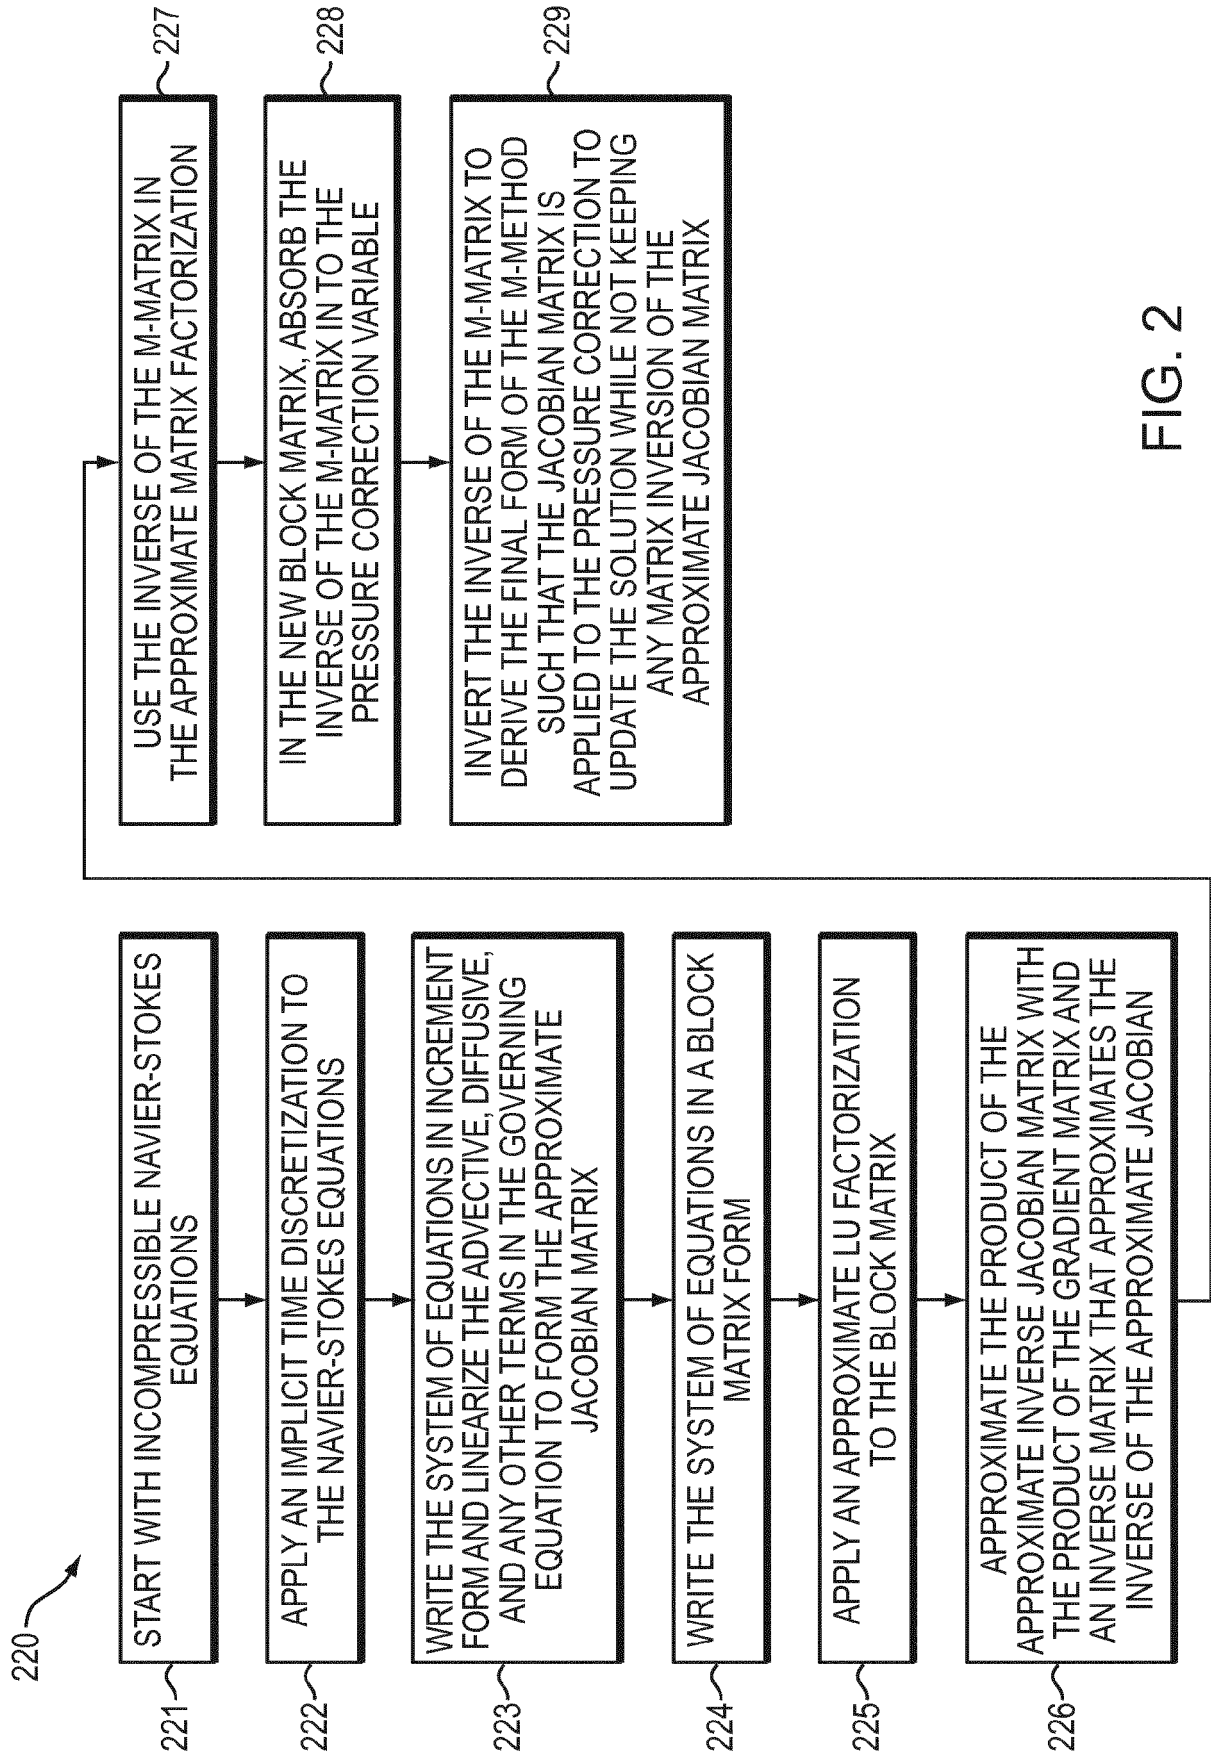 220
221
START WITH INCOMPRESSIBLE NAVIER-STOKES
EQUATIONS
222
APPLY AN IMPLICIT TIME DISCRETIZATION TO
THE NAVIER-STOKES EQUATIONS
223
WRITE THE SYSTEM OF EQUATIONS IN INCREMENT
FORM AND LINEARIZE THE ADVECTIVE, DIFFUSIVE,
AND ANY OTHER TERMS IN THE GOVERNING
EQUATION TO FORM THE APPROXIMATE
JACOBIAN MATRIX
224
WRITE THE SYSTEM OF EQUATIONS IN A BLOCK
MATRIX FORM
225
APPLY AN APPROXIMATE LU FACTORIZATION
TO THE BLOCK MATRIX
226
APPROXIMATE THE PRODUCT OF THE
APPROXIMATE INVERSE JACOBIAN MATRIX WITH
THE PRODUCT OF THE GRADIENT MATRIX AND
AN INVERSE MATRIX THAT APPROXIMATES THE
INVERSE OF THE APPROXIMATE JACOBIAN
227
USE THE INVERSE OF THE M-MATRIX IN
THE APPROXIMATE MATRIX FACTORIZATION
228
IN THE NEW BLOCK MATRIX, ABSORB THE
INVERSE OF THE M-MATRIX IN TO THE
PRESSURE CORRECTION VARIABLE
229
INVERT THE INVERSE OF THE M-MATRIX TO
DERIVE THE FINAL FORM OF THE M-METHOD
SUCH THAT THE JACOBIAN MATRIX IS
APPLIED TO THE PRESSURE CORRECTION TO
UPDATE THE SOLUTION WHILE NOT KEEPING
ANY MATRIX INVERSION OF THE
APPROXIMATE JACOBIAN MATRIX
FIG. 2